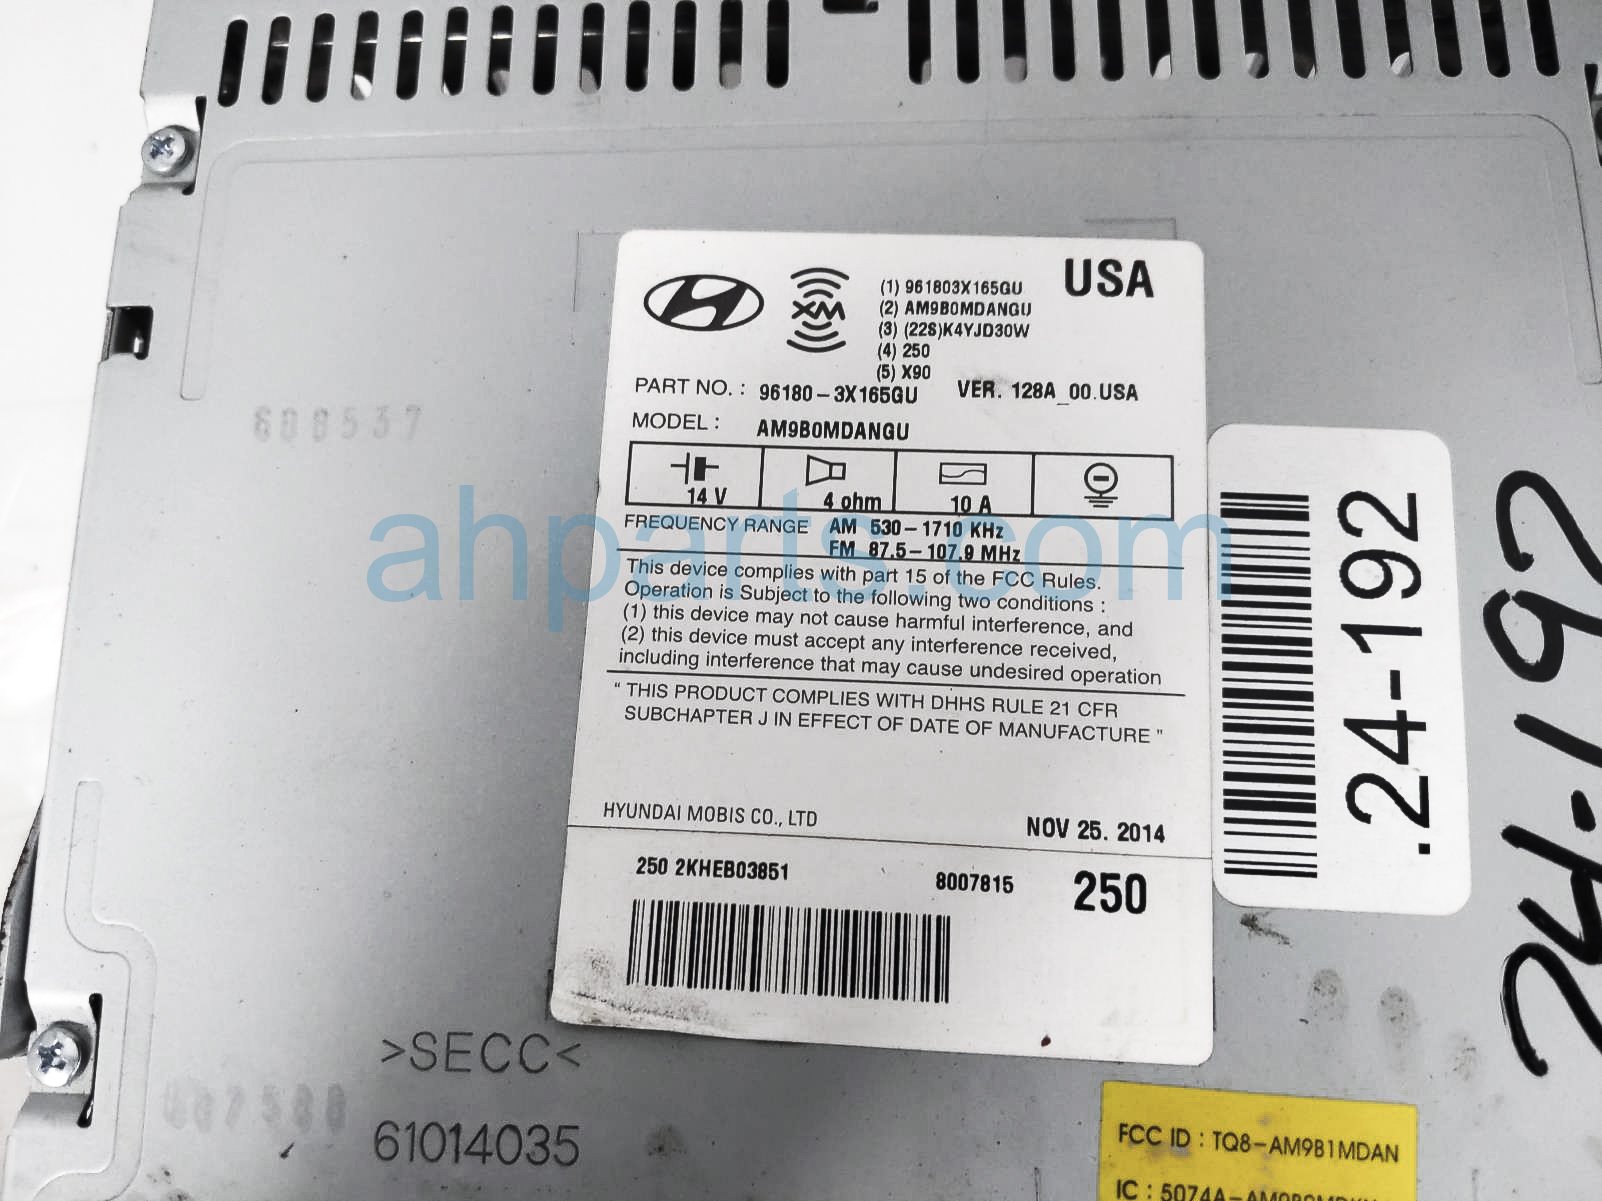 USA
XM
(1) 961803X165GU
(2) AM9B0MDANGU
(3) (22S)K4YJD30W
(4) 250
(5) X90
PART NO. : 96180-3X165GU VER. 128A_00.USA
MODEL : AM9B0MDANGU
14 V 4 ohm 10 A
FREQUENCY RANGE AM 530-1710 KHz
FM 87.5-107.9 MHz
This device complies with part 15 of the FCC Rules.
Operation is Subject to the following two conditions :
(1) this device may not cause harmful interference, and
(2) this device must accept any interference received,
including interference that may cause undesired operation
" THIS PRODUCT COMPLIES WITH DHHS RULE 21 CFR
SUBCHAPTER J IN EFFECT OF DATE OF MANUFACTURE "
HYUNDAI MOBIS CO., LTD NOV 25. 2014
250 2KHEB03851 8007815 250
.24-192
24-192
ahparts.com
>SECC<
61014035
FCC ID : TQ8-AM9B1MDAN
IC : 5074A-